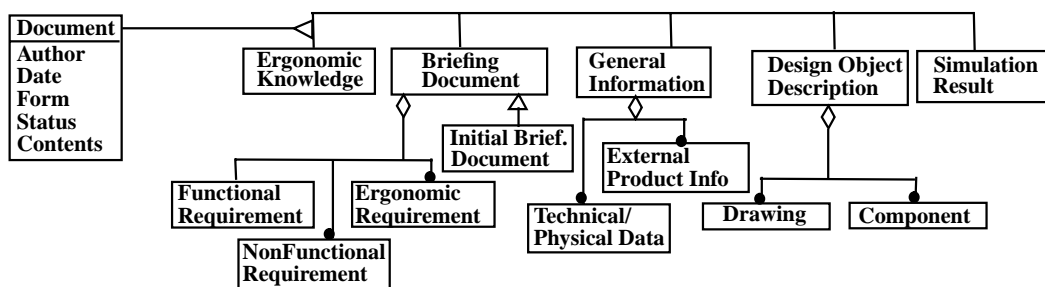 Document
Author
Date
Form
Status
Contents
Ergonomic
Knowledge
Briefing
Document
General
Information
Design Object
Description
Simulation
Result
Initial Brief.
Document
External
Product Info
Functional
Requirement
Ergonomic
Requirement
Technical/
Physical Data
Drawing
Component
NonFunctional
Requirement